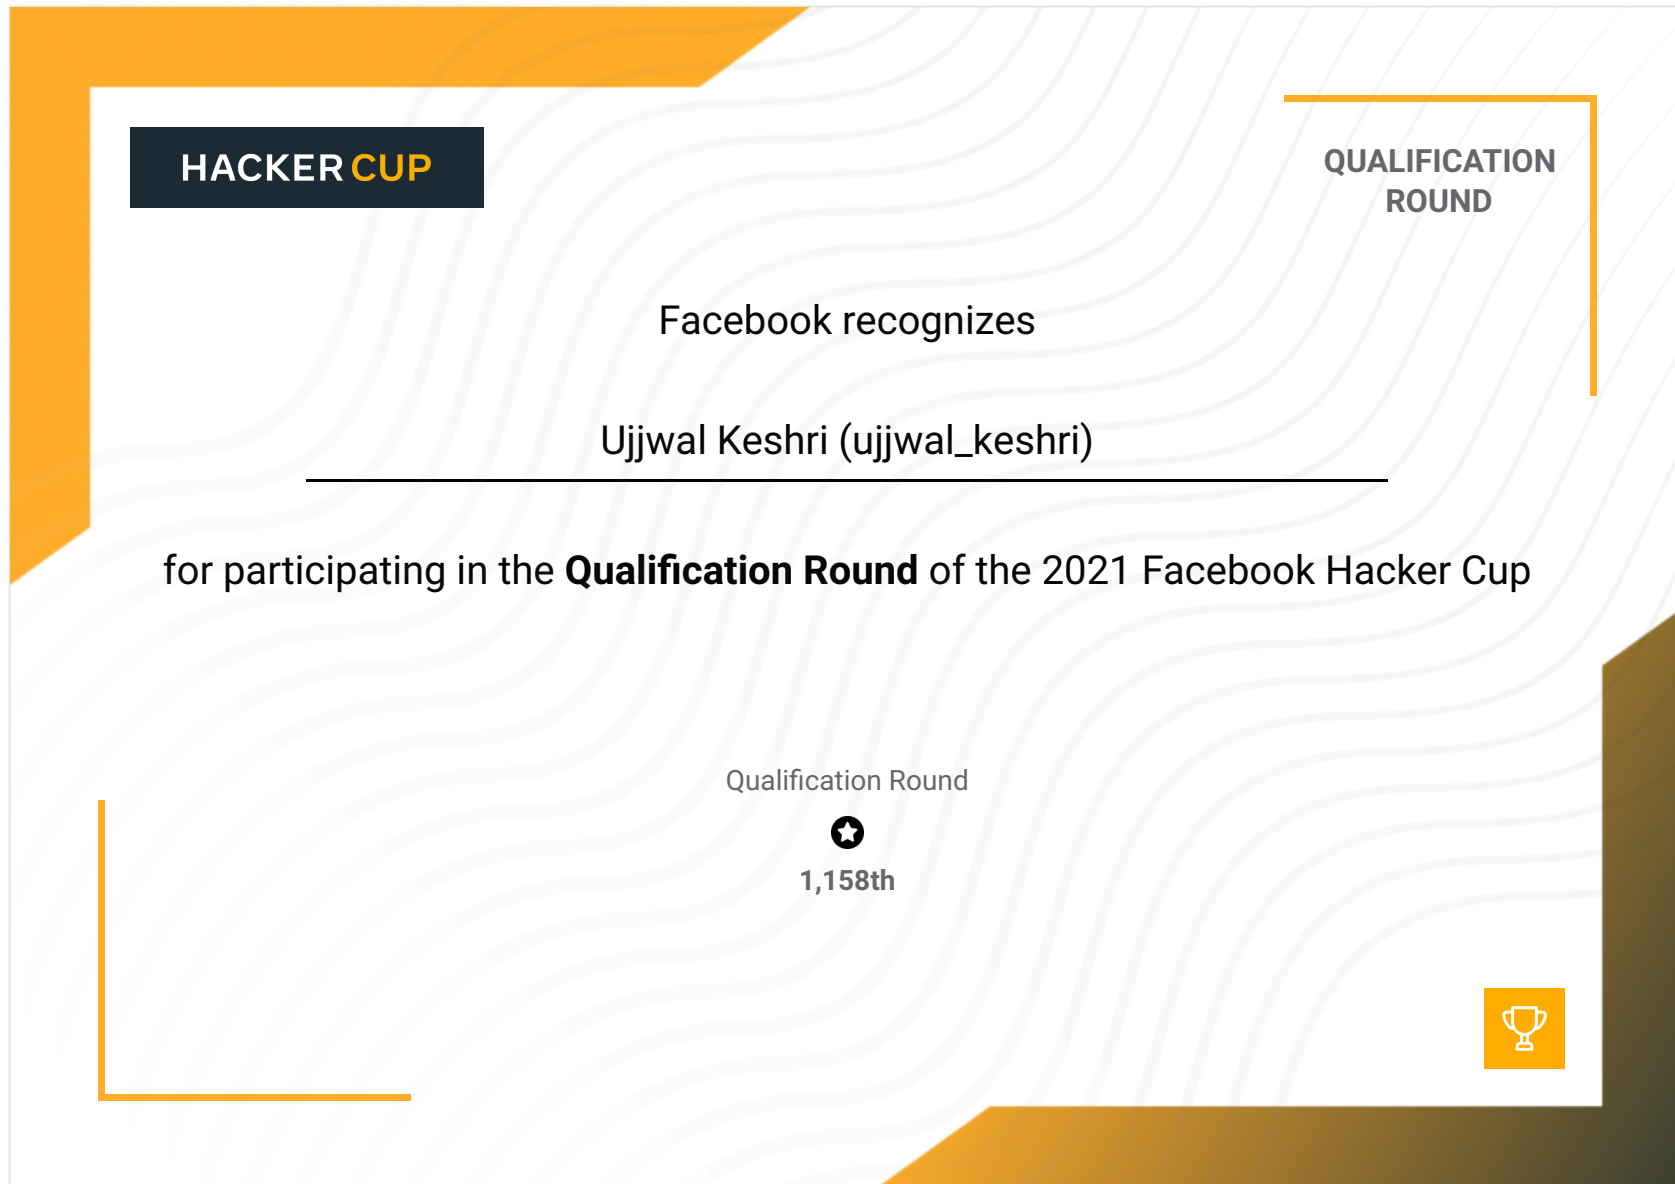 HACKER CUP
QUALIFICATION
ROUND
Facebook recognizes
Ujjwal Keshri (ujjwal_keshri)
for participating in the Qualification Round of the 2021 Facebook Hacker Cup
Qualification Round
1,158th